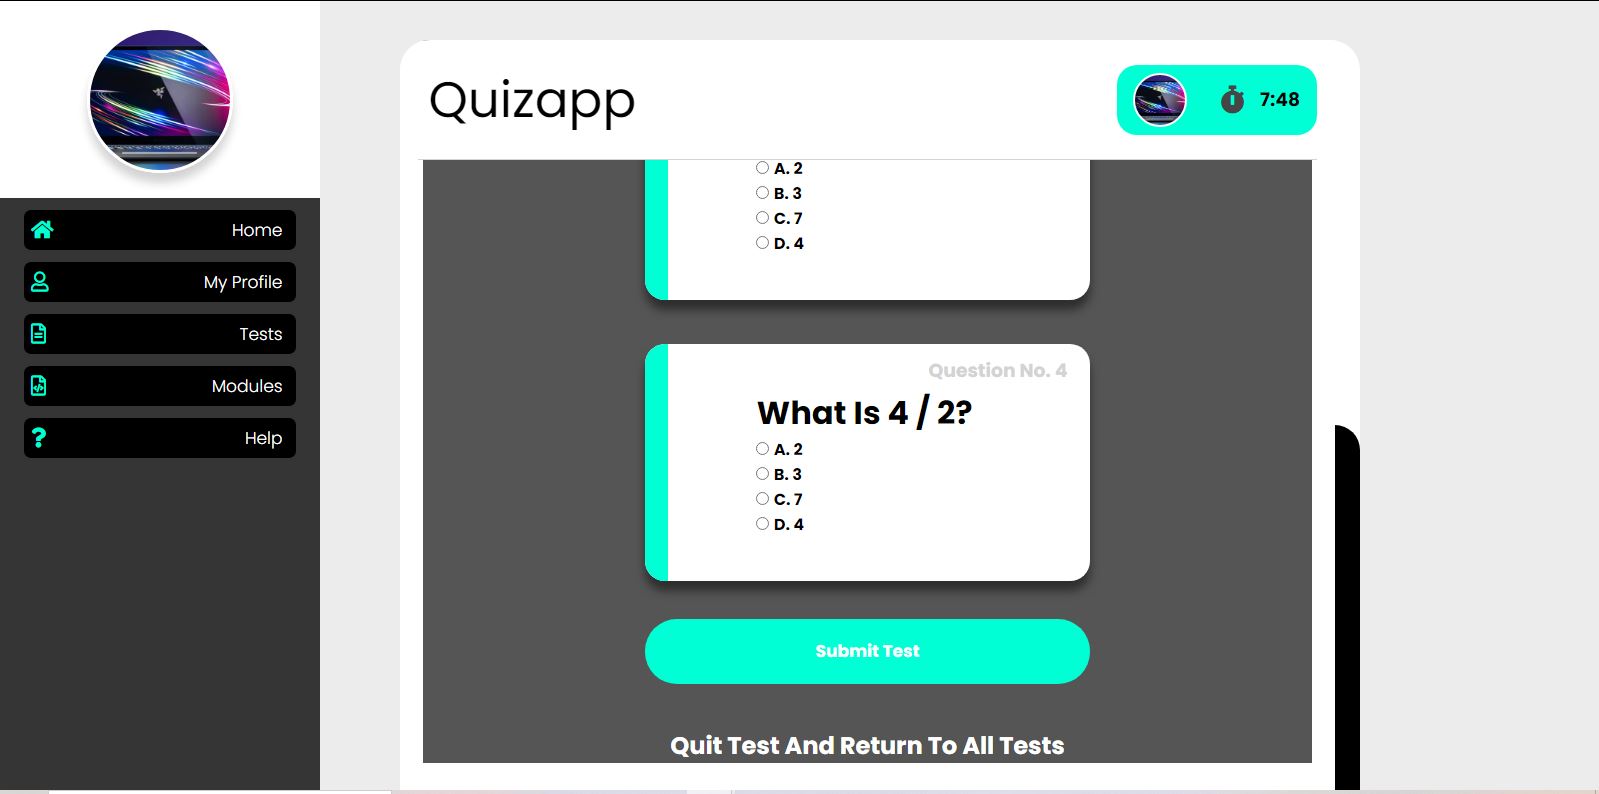 Quizapp
7:48
Home
My Profile
Tests
Modules
Help
A. 2
B. 3
C. 7
D. 4
Question No. 4
What Is 4 / 2?
A. 2
B. 3
C. 7
D. 4
Submit Test
Quit Test And Return To All Tests